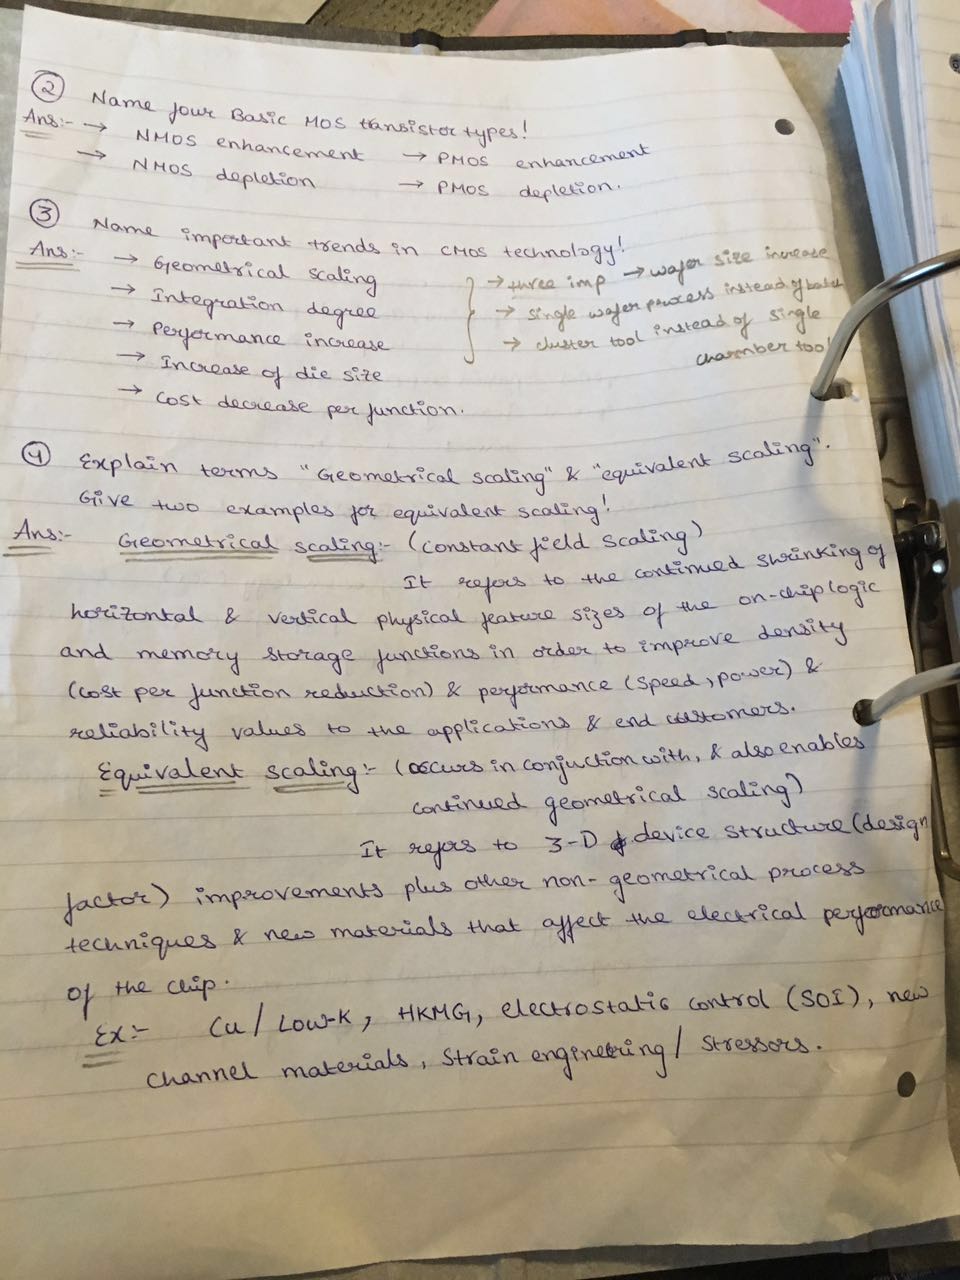 ② Name four Basic MOS transistor types!
Ans:- → NMOS enhancement → PMOS enhancement
→ NMOS depletion → PMOS depletion.
③ Name important trends in CMOS technology!
Ans:- → Geometrical scaling
→ Integration degree
→ Performance increase
→ Increase of die size
→ Cost decrease per function.
→ three imp → wafer size increase
→ single wafer process instead of batch
→ cluster tool instead of single
chamber tool
④ Explain terms "Geometrical scaling" & "equivalent scaling".
Give two examples for equivalent scaling!
Ans:- Geometrical scaling:- (constant field scaling)
It refers to the continued shrinking of
horizontal & vertical physical feature sizes of the on-chip logic
and memory storage functions in order to improve density
(cost per function reduction) & performance (speed, power) &
reliability values to the applications & end customers.
Equivalent scaling:- (occurs in conjuction with, & also enables
continued geometrical scaling)
It refers to 3-D device structure (design
factor) improvements plus other non-geometrical process
techniques & new materials that affect the electrical performance
of the chip.
Ex:- Cu / Low-K, HKMG, electrostatic control (SOI), new
channel materials, strain engineering / stressors.